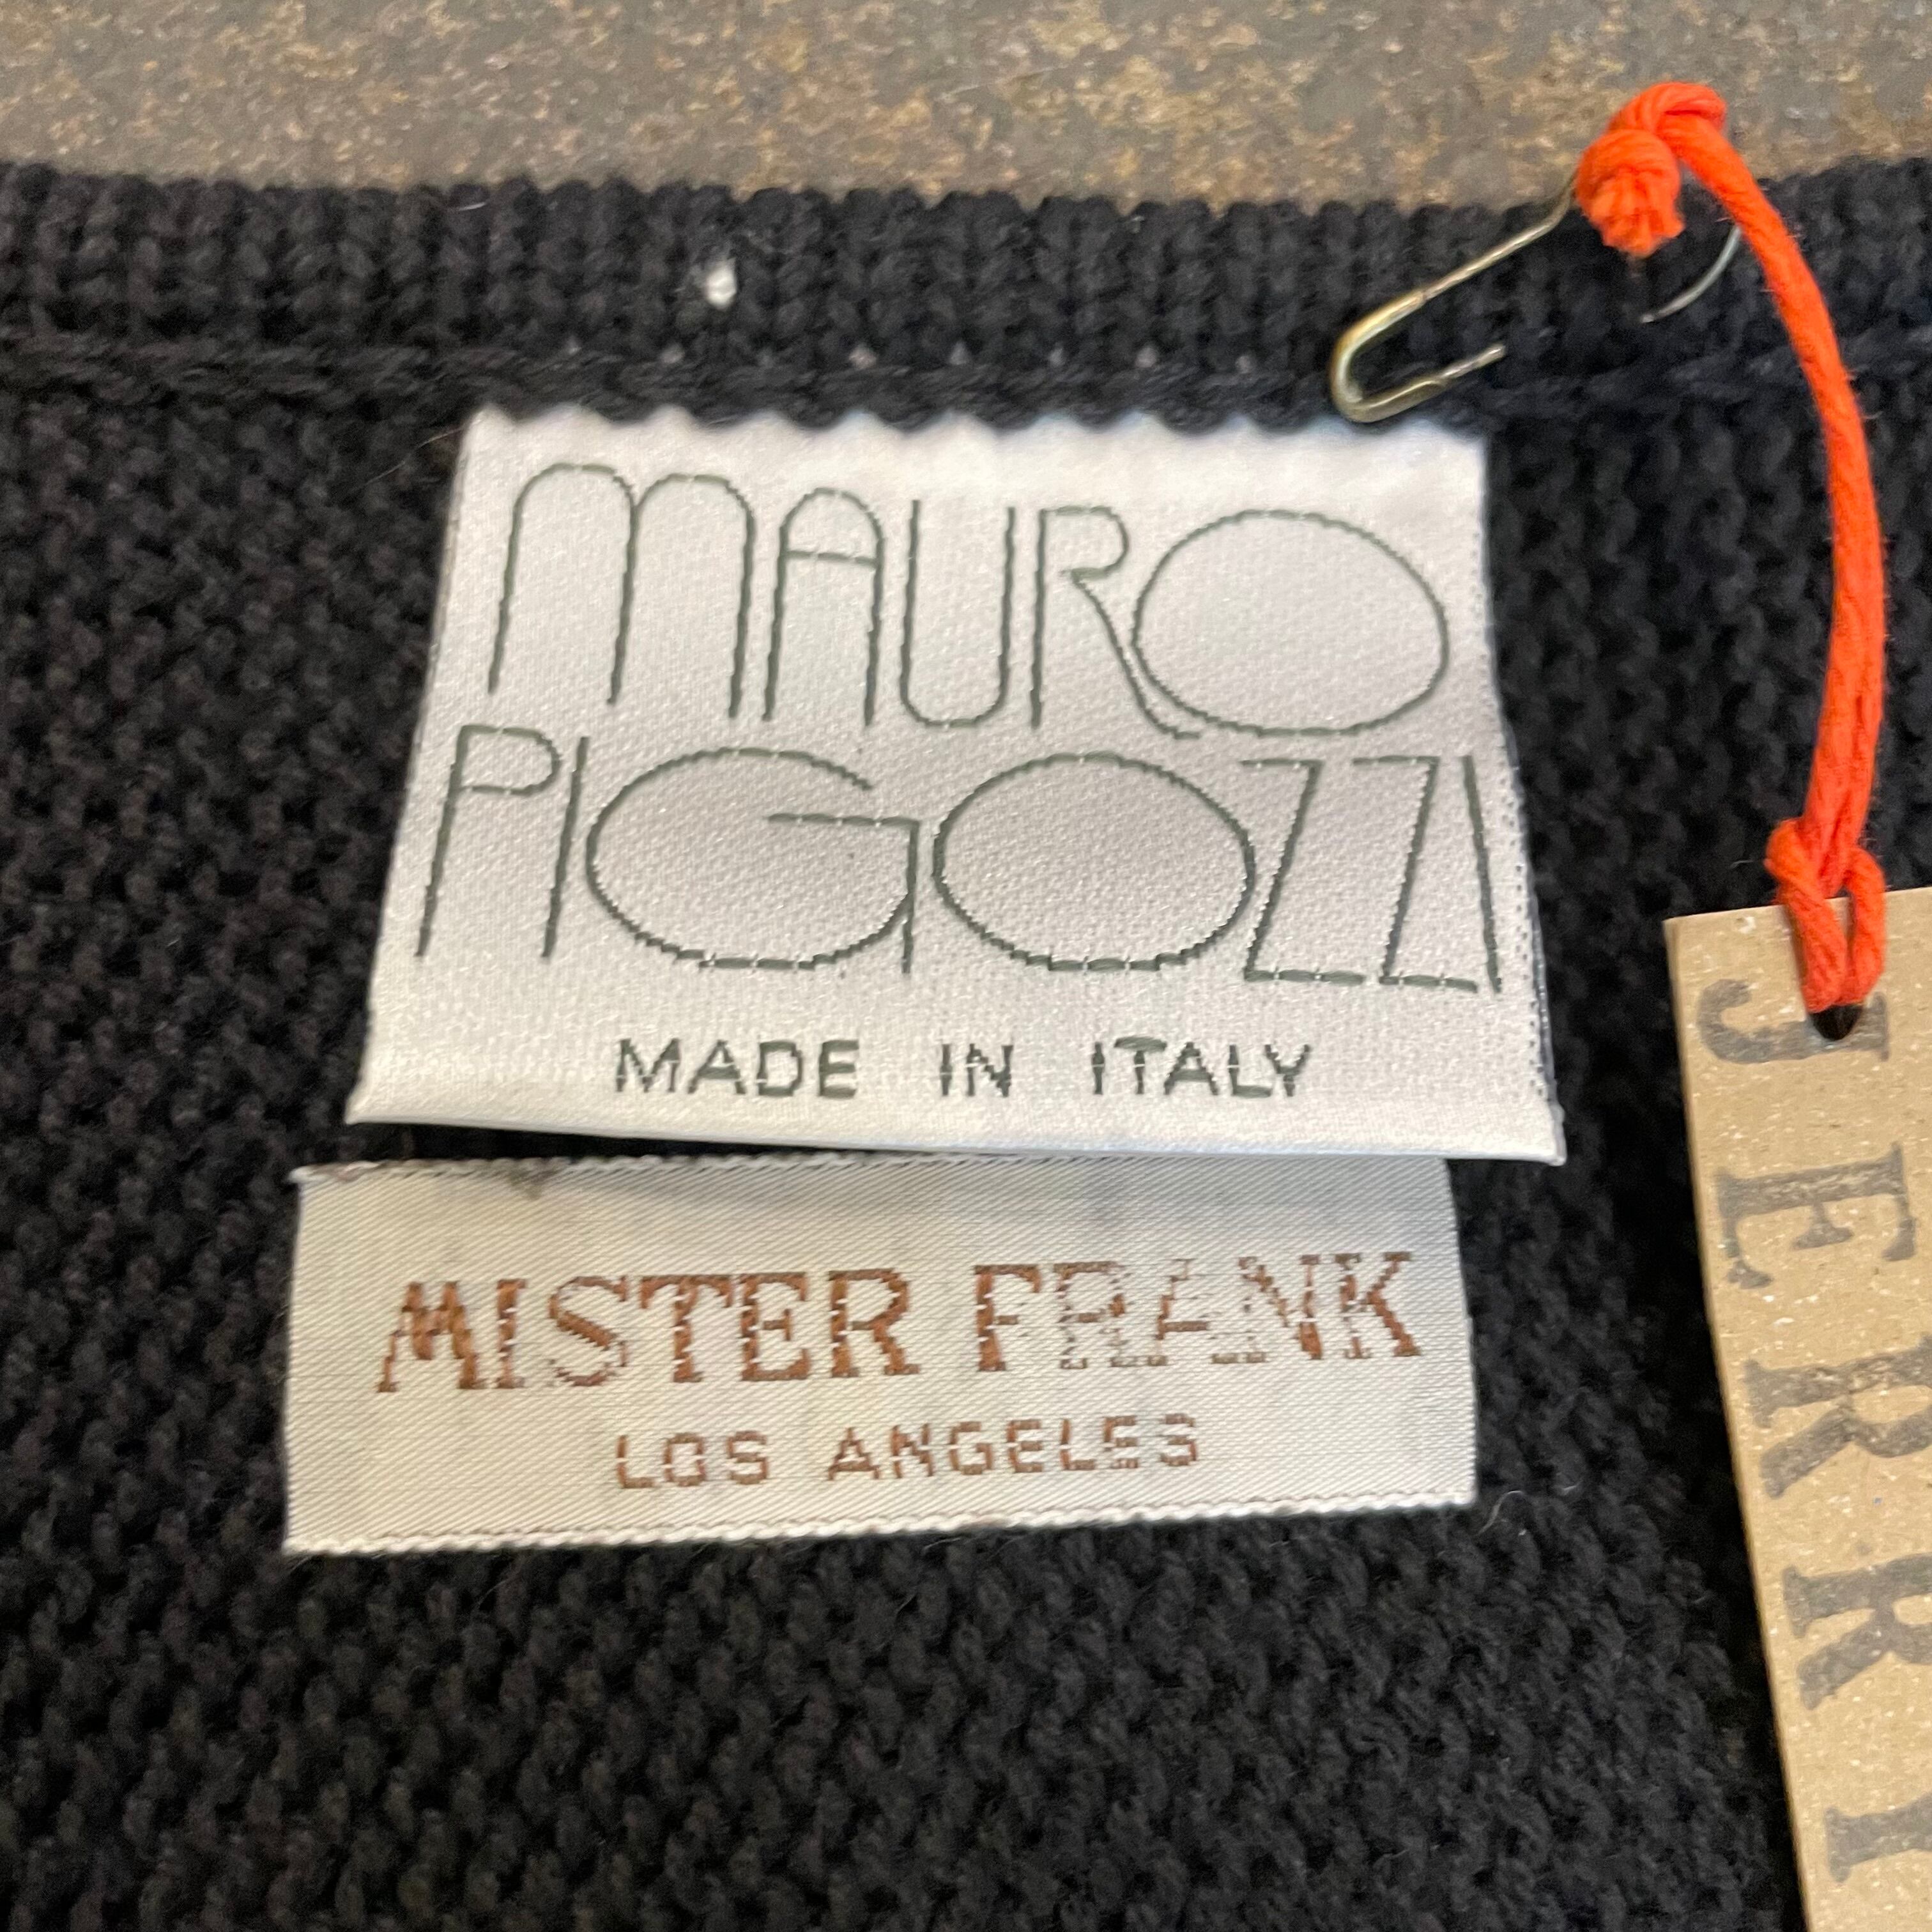 MAURO
PIGOZZI
MADE IN ITALY
MISTER FRANK
LOS ANGELES